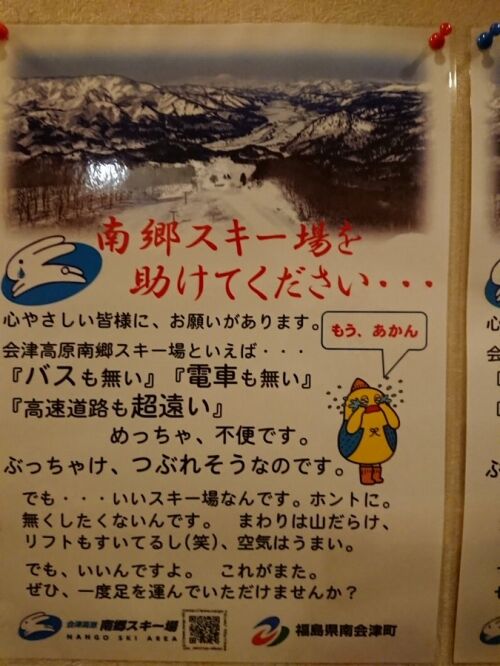 南郷スキー場を
助けてください・・・
心やさしい皆様に、お願いがあります。
もう、あかん
会津高原南郷スキー場といえば・・・
『バスも無い』『電車も無い』
『高速道路も超遠い』
めっちゃ、不便です。
ぶっちゃけ、つぶれそうなのです。
でも・・・いいスキー場なんです。ホントに。
無くしたくないんです。 まわりは山だらけ、
リフトもすいてるし(笑)、空気はうまい。
でも、いいんですよ。 これがまた。
ぜひ、一度足を運んでいただけませんか?
会津高原 南郷スキー場
NANGO SKI AREA
福島県南会津町